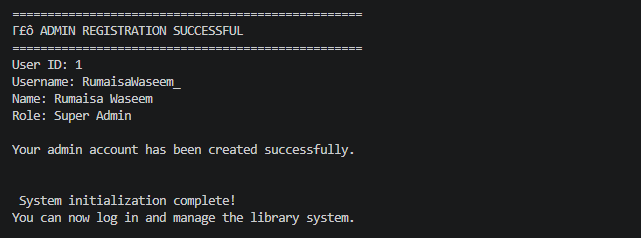 ==================================================
Γ£ô ADMIN REGISTRATION SUCCESSFUL
==================================================
User ID: 1
Username: RumaisaWaseem_
Name: Rumaisa Waseem
Role: Super Admin
Your admin account has been created successfully.
System initialization complete!
You can now log in and manage the library system.